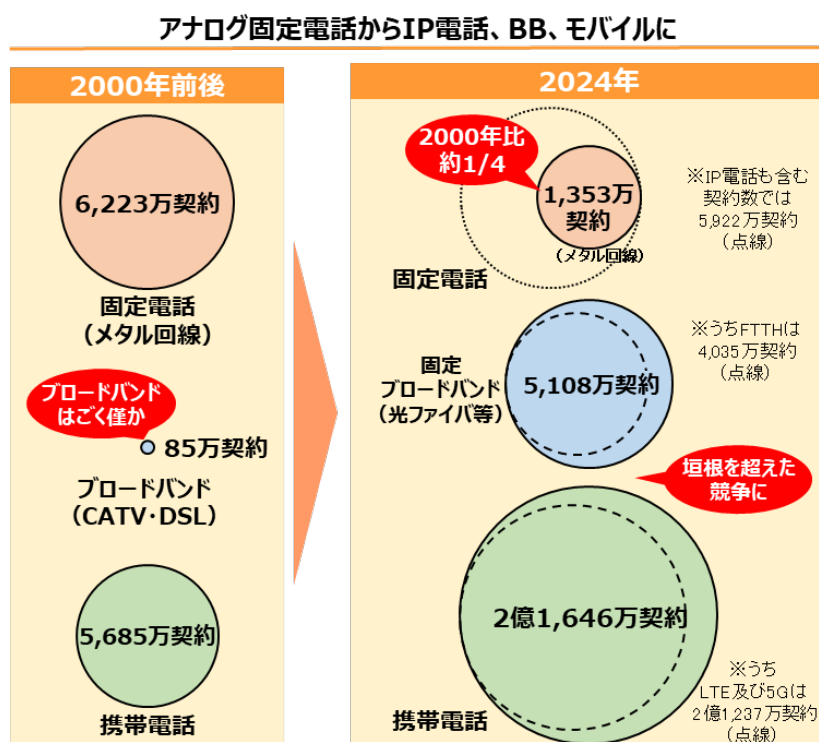 アナログ固定電話からIP電話、BB、モバイルに
2000年前後
6,223万契約
固定電話
（メタル回線）
ブロードバンド
はごく僅か
85万契約
ブロードバンド
（CATV・DSL）
5,685万契約
携帯電話
2024年
2000年比
約1/4
1,353万
契約
（メタル回線）
固定電話
※IP電話も含む
契約数では
5,922万契約
（点線）
固定
ブロードバンド
（光ファイバ等）
5,108万契約
※うちFTTHは
4,035万契約
（点線）
垣根を超えた
競争に
2億1,646万契約
携帯電話
※うち
LTE及び5Gは
2億1,237万契約
（点線）